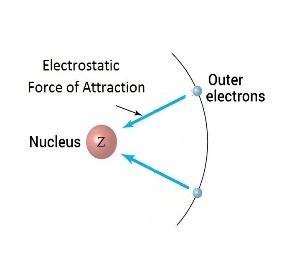 Electrostatic
Force of Attraction
Outer
electrons
Nucleus
Z